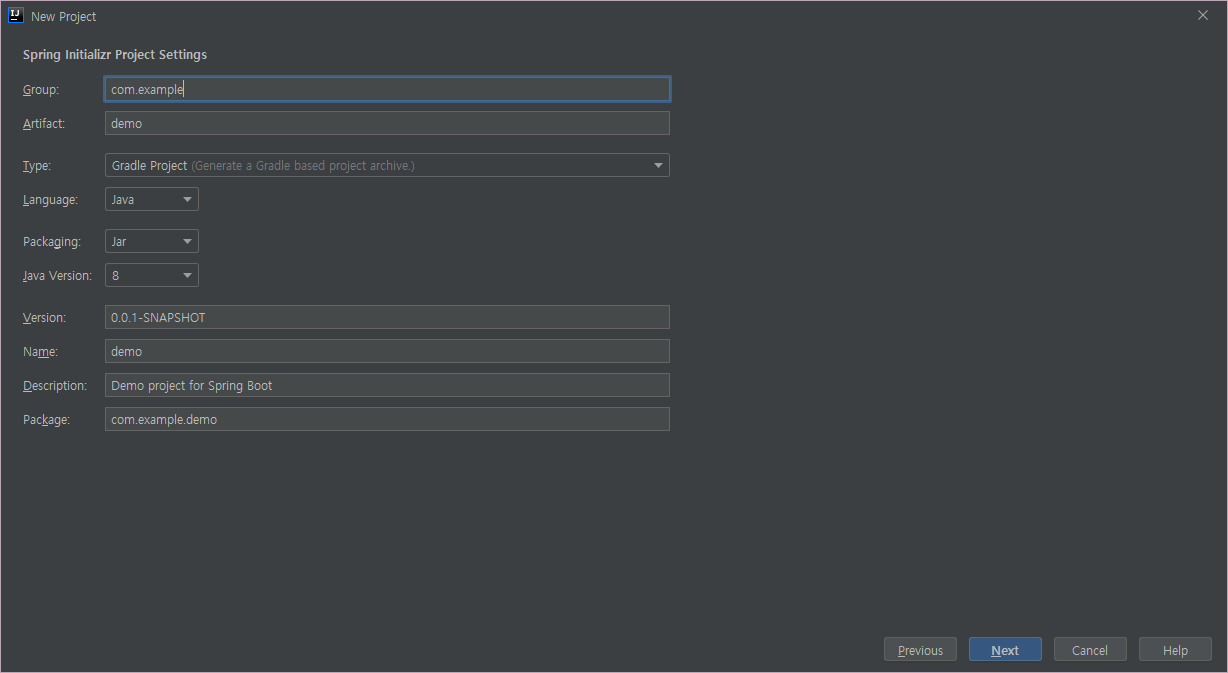 IJ New Project
Spring Initializr Project Settings
Group: com.example
Artifact: demo
Type: Gradle Project (Generate a Gradle based project archive.)
Language: Java
Packaging: Jar
Java Version: 8
Version: 0.0.1-SNAPSHOT
Name: demo
Description: Demo project for Spring Boot
Package: com.example.demo
Previous Next Cancel Help